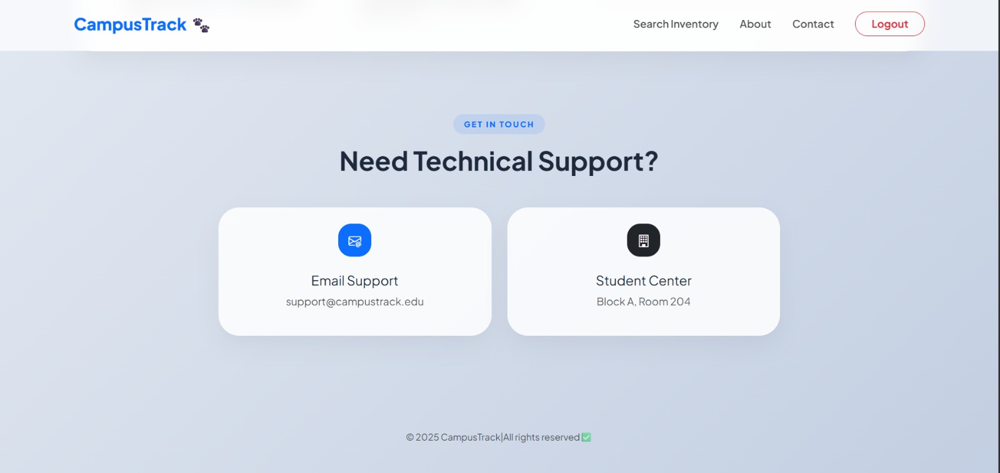 CampusTrack 🐾
Search Inventory About Contact Logout
GET IN TOUCH
Need Technical Support?
Email Support
support@campustrack.edu
Student Center
Block A, Room 204
© 2025 CampusTrack|All rights reserved ✅